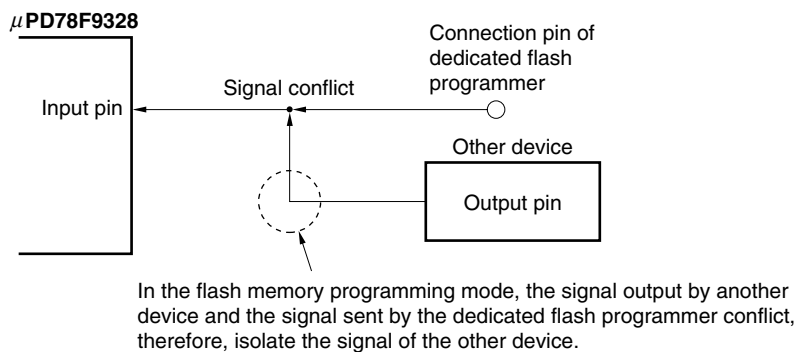 μPD78F9328
Connection pin of
dedicated flash
programmer
Signal conflict
Input pin
Other device
Output pin
In the flash memory programming mode, the signal output by another
device and the signal sent by the dedicated flash programmer conflict,
therefore, isolate the signal of the other device.